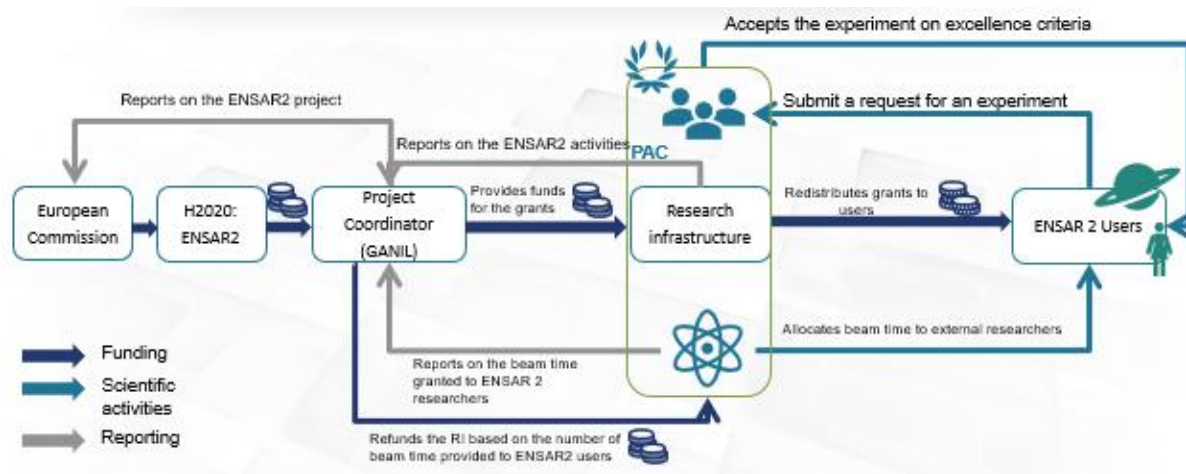 Accepts the experiment on excellence criteria
Reports on the ENSAR2 project
Submit a request for an experiment
Reports on the ENSAR2 activities
PAC
European
Commission
H2020:
ENSAR2
Project
Coordinator
(GANIL)
Provides funds
for the grants
Research
infrastructure
Redistributes grants to
users
ENSAR 2 Users
Allocates beam time to external researchers
Reports on the beam time
granted to ENSAR 2
researchers
Funding
Scientific
activities
Reporting
Refunds the RI based on the number of
beam time provided to ENSAR2 users